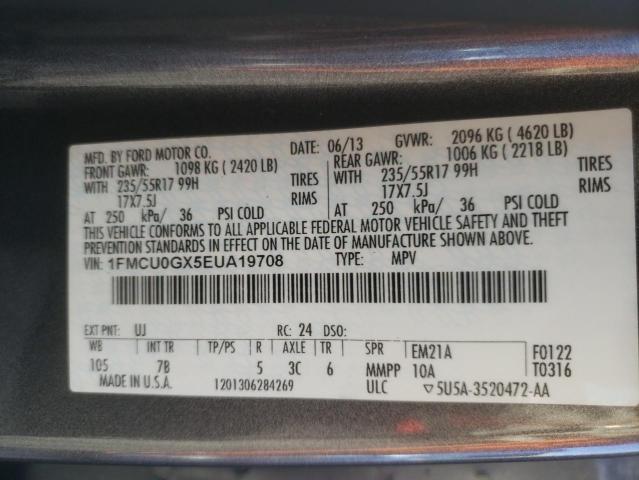 MFD. BY FORD MOTOR CO.
DATE: 06/13 GVWR: 2096 KG ( 4620 LB)
FRONT GAWR: 1098 KG ( 2420 LB) REAR GAWR: 1006 KG ( 2218 LB)
WITH 235/55R17 99H TIRES WITH 235/55R17 99H TIRES
17X7.5J RIMS 17X7.5J RIMS
AT 250 kPa/ 36 PSI COLD AT 250 kPa/ 36 PSI COLD
THIS VEHICLE CONFORMS TO ALL APPLICABLE FEDERAL MOTOR VEHICLE SAFETY AND THEFT
PREVENTION STANDARDS IN EFFECT ON THE DATE OF MANUFACTURE SHOWN ABOVE.
VIN: 1FMCU0GX5EUA19708 TYPE: MPV
EXT PNT: UJ RC: 24 DSO:
WB INT TR TP/PS R AXLE TR SPR EM21A F0122
105 7B 5 3C 6 MMPP 10A T0316
MADE IN U.S.A. 1201306284269 ULC ▽5U5A-3520472-AA